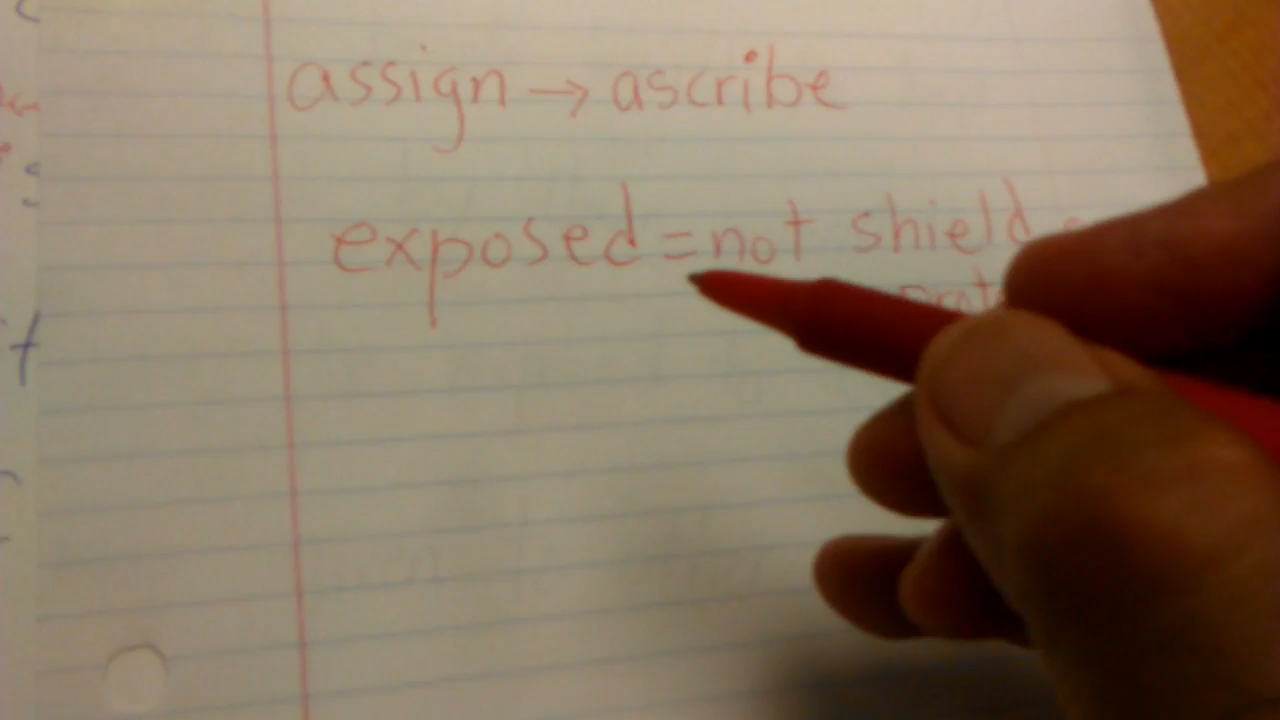 assign → ascribe
exposed = not shield